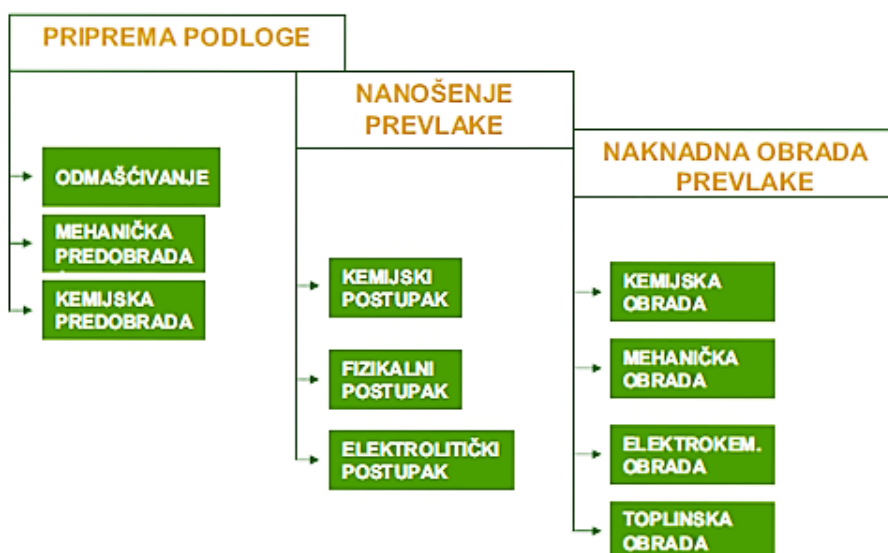 PRIPREMA PODLOGE
ODMAŠĆIVANJE
MEHANIČKA
PREDOBRADA
KEMIJSKA
PREDOBRADA
NANOŠENJE
PREVLAKE
KEMIJSKI
POSTUPAK
FIZIKALNI
POSTUPAK
ELEKTROLITIČKI
POSTUPAK
NAKNADNA OBRADA
PREVLAKE
KEMIJSKA
OBRADA
MEHANIČKA
OBRADA
ELEKTROKEM.
OBRADA
TOPLINSKA
OBRADA